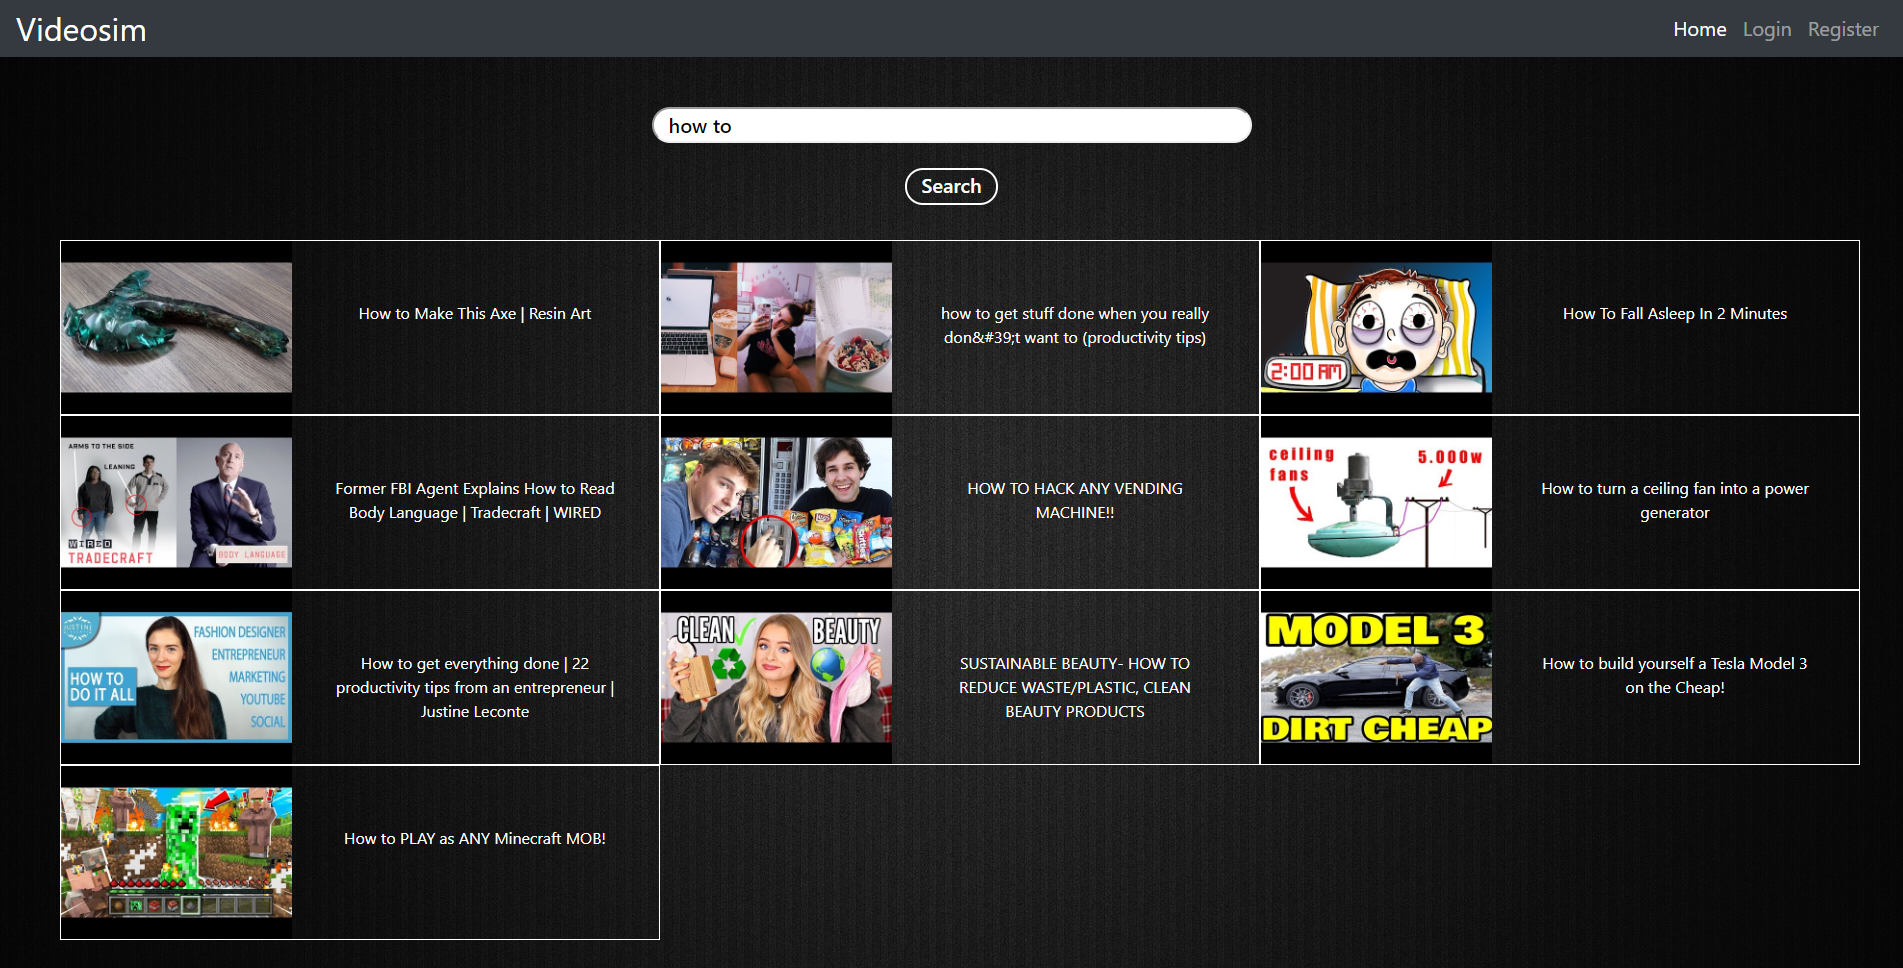 Videosim
Home Login Register
how to
Search
How to Make This Axe | Resin Art
how to get stuff done when you really
don&#39;t want to (productivity tips)
2:00 AM
How To Fall Asleep In 2 Minutes
ARMS TO THE SIDE
LEANING
WIRED
TRADECRAFT
BODY LANGUAGE
Former FBI Agent Explains How to Read
Body Language | Tradecraft | WIRED
HOW TO HACK ANY VENDING
MACHINE!!
ceiling
fans
5.000w
How to turn a ceiling fan into a power
generator
JUSTINE
HOW TO
DO IT ALL
FASHION DESIGNER
ENTREPRENEUR
MARKETING
YOUTUBE
SOCIAL
How to get everything done | 22
productivity tips from an entrepreneur |
Justine Leconte
CLEAN BEAUTY
SUSTAINABLE BEAUTY- HOW TO
REDUCE WASTE/PLASTIC, CLEAN
BEAUTY PRODUCTS
MODEL 3
DIRT CHEAP
How to build yourself a Tesla Model 3
on the Cheap!
How to PLAY as ANY Minecraft MOB!